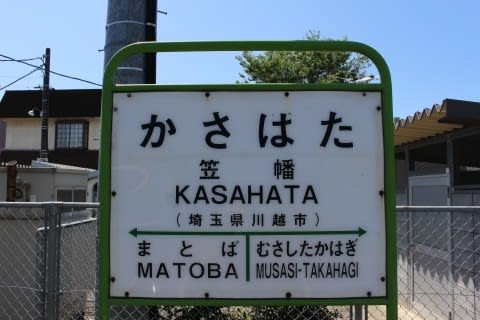 かさはた
笠幡
KASAHATA
（埼玉県川越市）
まとば むさしたかはぎ
MATOBA MUSASI-TAKAHAGI